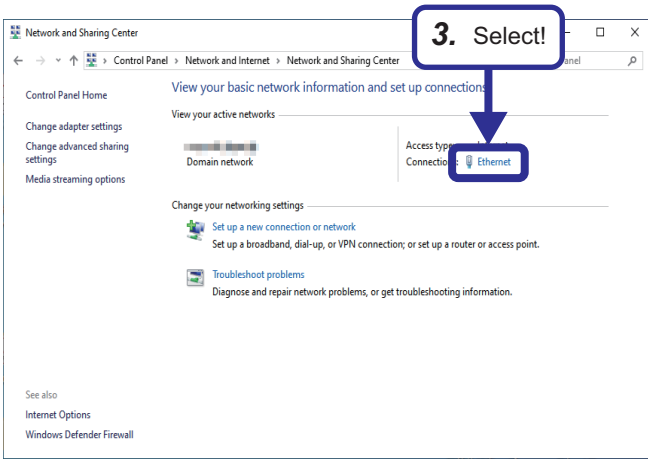 Network and Sharing Center
3. Select!
Control Panel > Network and Internet > Network and Sharing Center
Control Panel Home
Change adapter settings
Change advanced sharing
settings
Media streaming options
View your basic network information and set up connections
View your active networks
Domain network
Access type:
Connections: Ethernet
Change your networking settings
Set up a new connection or network
Set up a broadband, dial-up, or VPN connection; or set up a router or access point.
Troubleshoot problems
Diagnose and repair network problems, or get troubleshooting information.
See also
Internet Options
Windows Defender Firewall